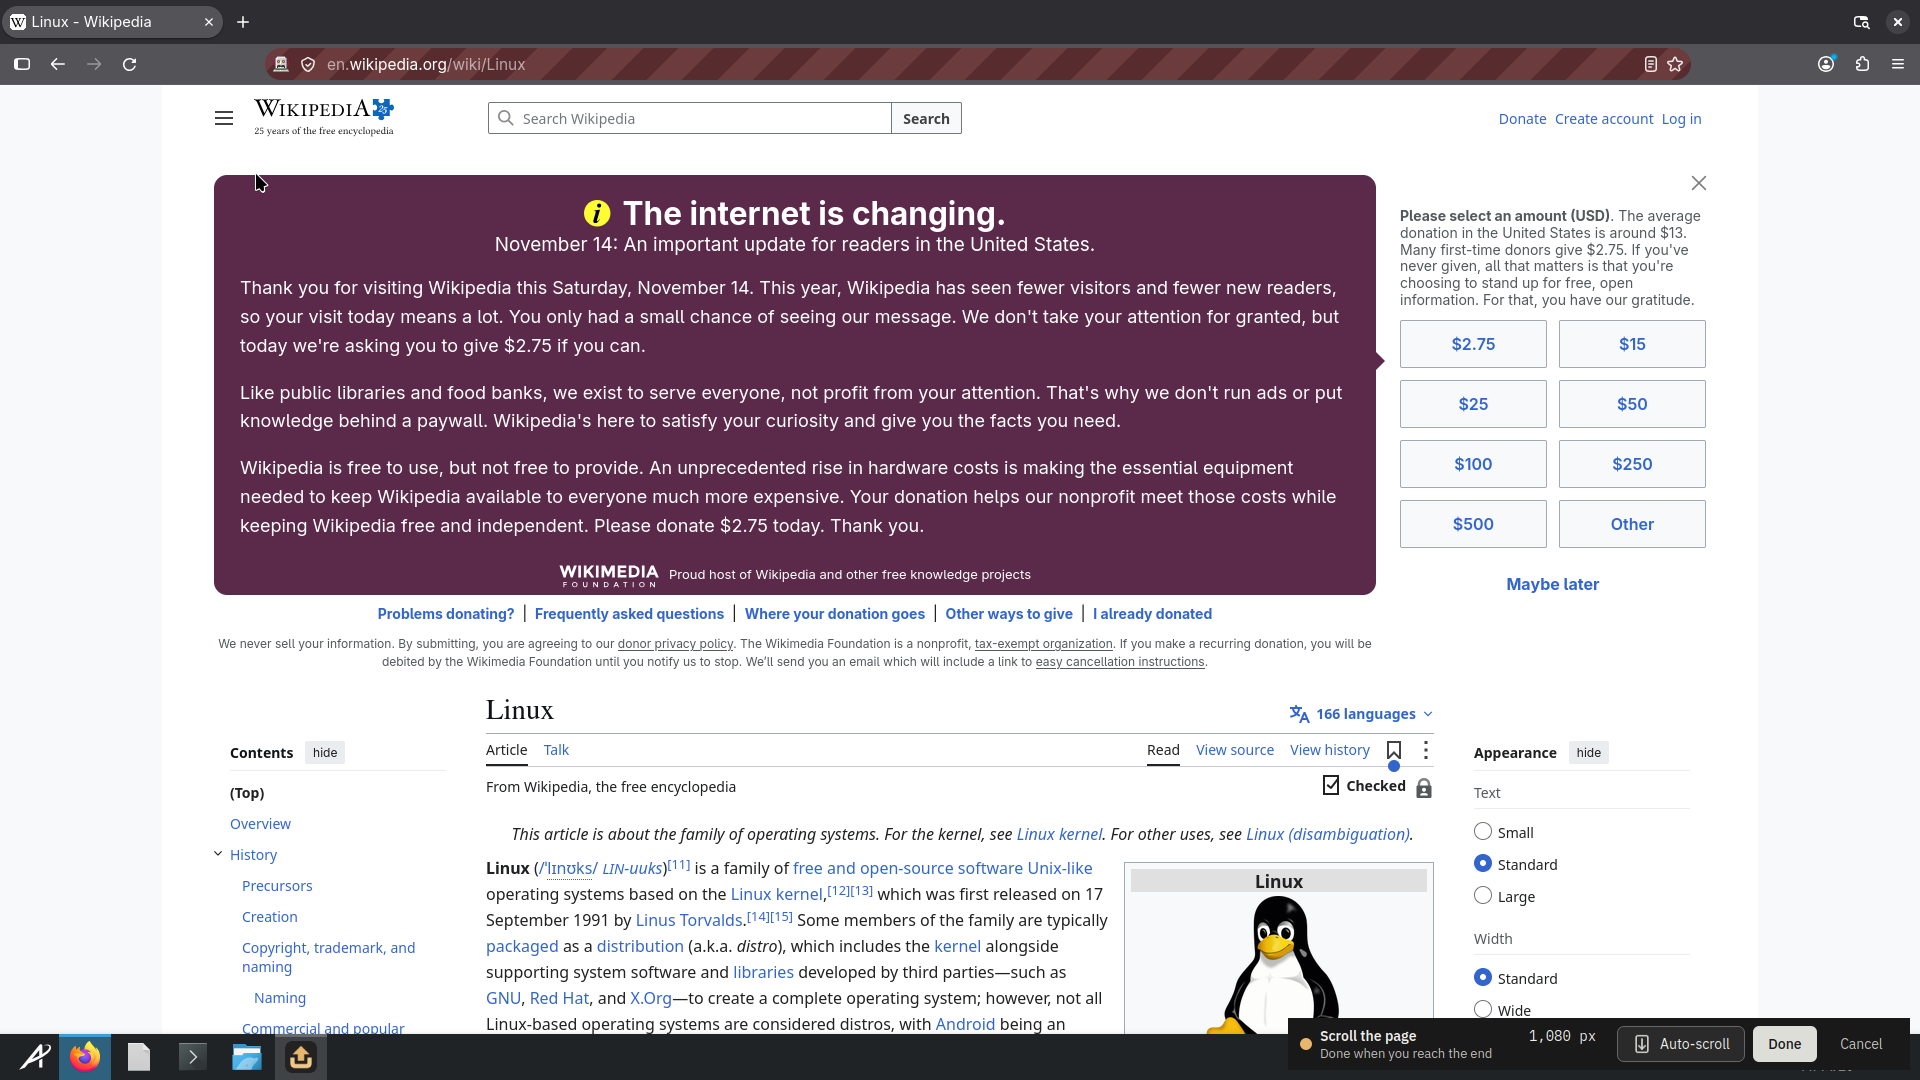 Linux - Wikipedia
en.wikipedia.org/wiki/Linux
WIKIPEDIA 25
25 years of the free encyclopedia
Search Wikipedia
Search
Donate Create account Log in
i The internet is changing.
November 14: An important update for readers in the United States.
Thank you for visiting Wikipedia this Saturday, November 14. This year, Wikipedia has seen fewer visitors and fewer new readers,
so your visit today means a lot. You only had a small chance of seeing our message. We don't take your attention for granted, but
today we're asking you to give $2.75 if you can.
Like public libraries and food banks, we exist to serve everyone, not profit from your attention. That's why we don't run ads or put
knowledge behind a paywall. Wikipedia's here to satisfy your curiosity and give you the facts you need.
Wikipedia is free to use, but not free to provide. An unprecedented rise in hardware costs is making the essential equipment
needed to keep Wikipedia available to everyone much more expensive. Your donation helps our nonprofit meet those costs while
keeping Wikipedia free and independent. Please donate $2.75 today. Thank you.
WIKIMEDIA
FOUNDATION
Proud host of Wikipedia and other free knowledge projects
Please select an amount (USD). The average
donation in the United States is around $13.
Many first-time donors give $2.75. If you've
never given, all that matters is that you're
choosing to stand up for free, open
information. For that, you have our gratitude.
$2.75 $15
$25 $50
$100 $250
$500 Other
Maybe later
Problems donating? | Frequently asked questions | Where your donation goes | Other ways to give | I already donated
We never sell your information. By submitting, you are agreeing to our donor privacy policy. The Wikimedia Foundation is a nonprofit, tax-exempt organization. If you make a recurring donation, you will be
debited by the Wikimedia Foundation until you notify us to stop. We'll send you an email which will include a link to easy cancellation instructions.
Contents hide
(Top)
Overview
History
Precursors
Creation
Copyright, trademark, and
naming
Naming
Commercial and popular
Linux
166 languages
Article Talk
Read View source View history
From Wikipedia, the free encyclopedia
Checked
This article is about the family of operating systems. For the kernel, see Linux kernel. For other uses, see Linux (disambiguation).
Linux (/ˈlɪnʊks/ LIN-uuks)[11] is a family of free and open-source software Unix-like
operating systems based on the Linux kernel,[12][13] which was first released on 17
September 1991 by Linus Torvalds.[14][15] Some members of the family are typically
packaged as a distribution (a.k.a. distro), which includes the kernel alongside
supporting system software and libraries developed by third parties—such as
GNU, Red Hat, and X.Org—to create a complete operating system; however, not all
Linux-based operating systems are considered distros, with Android being an
Linux
Appearance hide
Text
Small
Standard
Large
Width
Standard
Wide
Scroll the page
Done when you reach the end
1,080 px
Auto-scroll
Done
Cancel